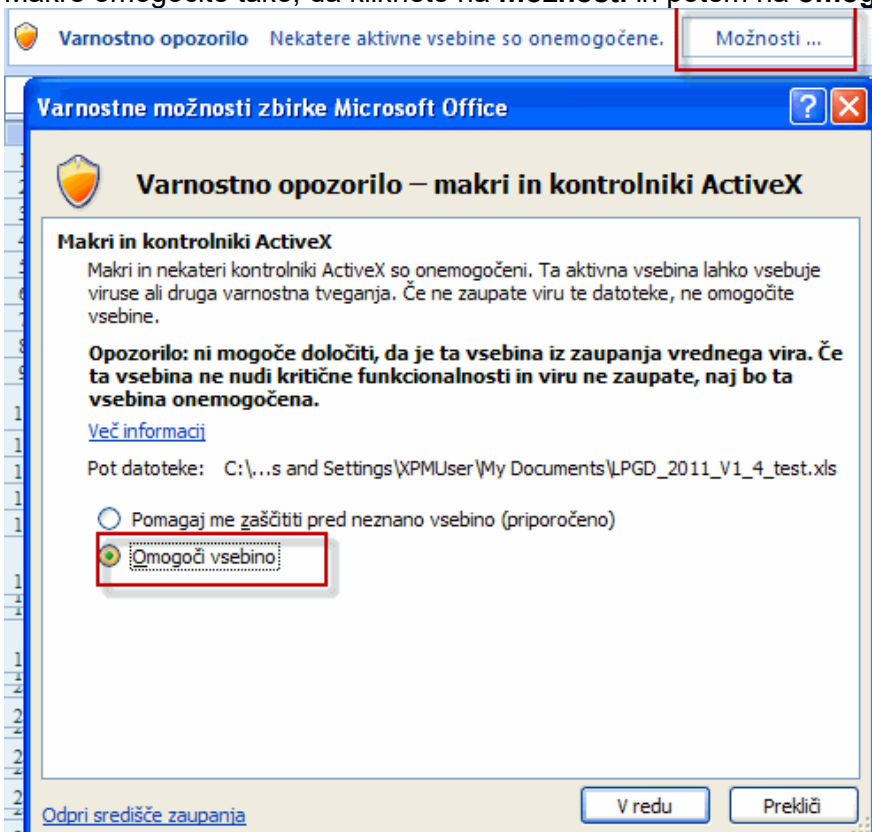 Makro omogočite tako, da kliknete na možnosti in potem na omog
Varnostno opozorilo Nekatere aktivne vsebine so onemogočene. Možnosti ...
Varnostne možnosti zbirke Microsoft Office
Varnostno opozorilo – makri in kontrolniki ActiveX
Makri in kontrolniki ActiveX
Makri in nekateri kontrolniki ActiveX so onemogočeni. Ta aktivna vsebina lahko vsebuje
viruse ali druga varnostna tveganja. Če ne zaupate viru te datoteke, ne omogočite
vsebine.
Opozorilo: ni mogoče določiti, da je ta vsebina iz zaupanja vrednega vira. Če
ta vsebina ne nudi kritične funkcionalnosti in viru ne zaupate, naj bo ta
vsebina onemogočena.
Več informacij
Pot datoteke: C:\...s and Settings\XPMUser\My Documents\LPGD_2011_V1_4_test.xls
Pomagaj me zaščititi pred neznano vsebino (priporočeno)
Omogoči vsebino
Odpri središče zaupanja V redu Prekliči